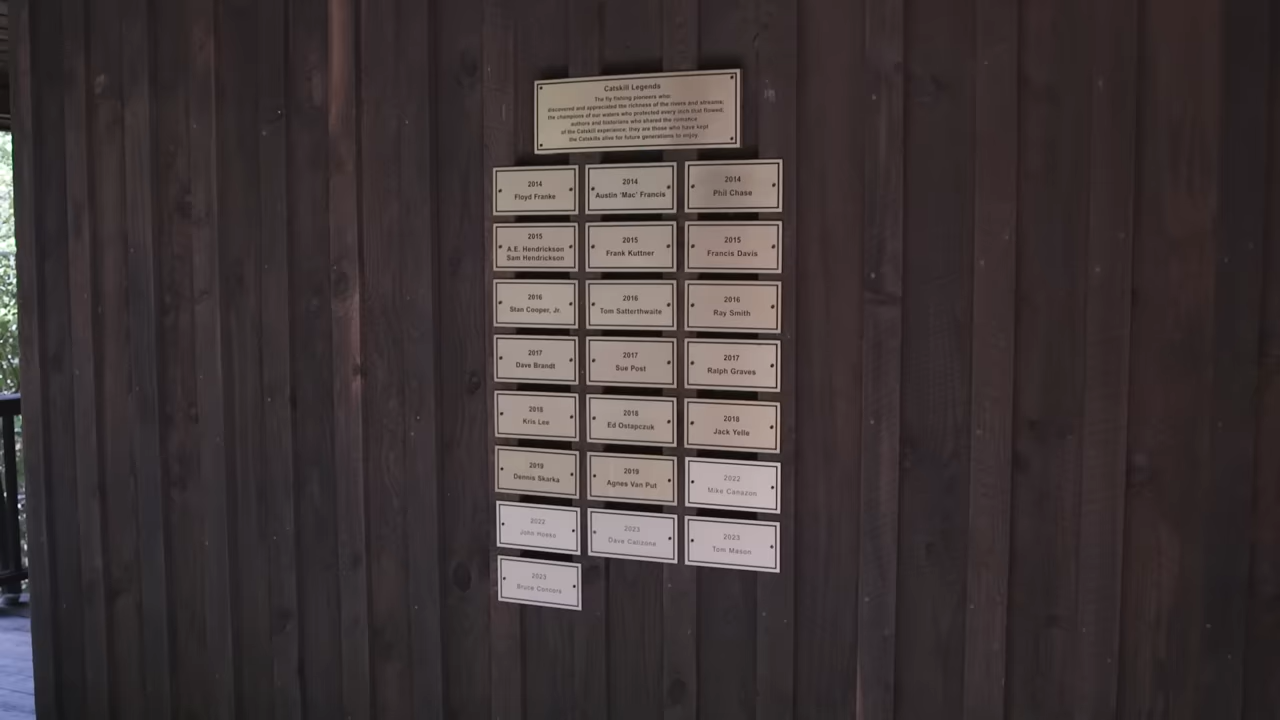 Catskill Legends
The fly fishing pioneers who:
discovered and appreciated the richness of the rivers and streams;
the champions of our waters who protected every inch that flowed;
authors and historians who shared the romance
of the Catskill experience; they are those who have kept
the Catskills alive for future generations to enjoy.
2014
Floyd Franke
2014
Austin 'Mac' Francis
2014
Phil Chase
2015
A.E. Hendrickson
Sam Hendrickson
2015
Frank Kuttner
2015
Francis Davis
2016
Stan Cooper, Jr.
2016
Tom Satterthwaite
2016
Ray Smith
2017
Dave Brandt
2017
Sue Post
2017
Ralph Graves
2018
Kris Lee
2018
Ed Ostapczuk
2018
Jack Yelle
2019
Dennis Skarka
2019
Agnes Van Put
2022
Mike Canazon
2022
John
2023
Dave Catizone
2023
Tom Mason
2023
Bruce